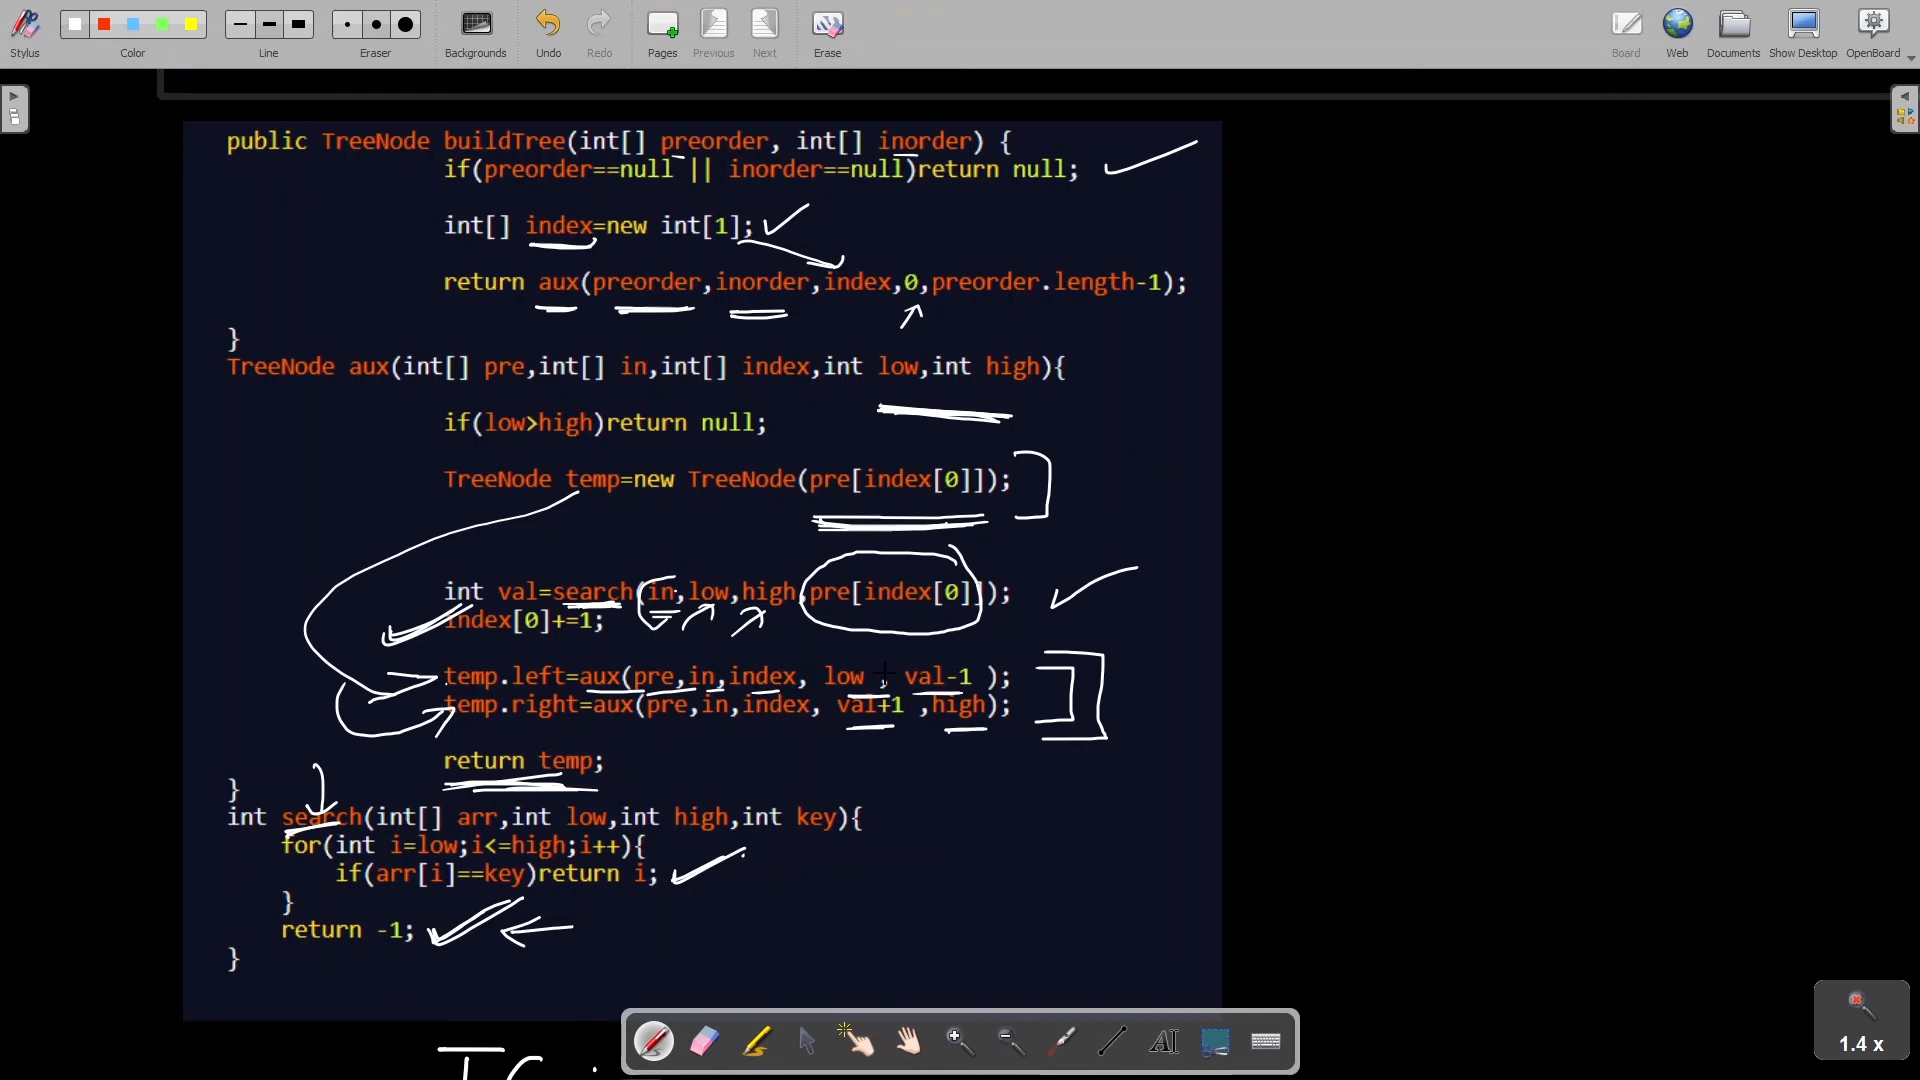 Stylus Color Line Eraser Backgrounds Undo Redo Pages Previous Next Erase Board Web Documents Show Desktop OpenBoard
public TreeNode buildTree(int[] preorder, int[] inorder) {
if(preorder==null || inorder==null)return null;
int[] index=new int[1];
return aux(preorder,inorder,index,0,preorder.length-1);
}
TreeNode aux(int[] pre,int[] in,int[] index,int low,int high){
if(low>high)return null;
TreeNode temp=new TreeNode(pre[index[0]]);
int val=search(in,low,high,pre[index[0]]);
index[0]+=1;
temp.left=aux(pre,in,index, low , val-1 );
temp.right=aux(pre,in,index, val+1 ,high);
return temp;
}
int search(int[] arr,int low,int high,int key){
for(int i=low;i<=high;i++){
if(arr[i]==key)return i;
}
return -1;
}
1.4 x